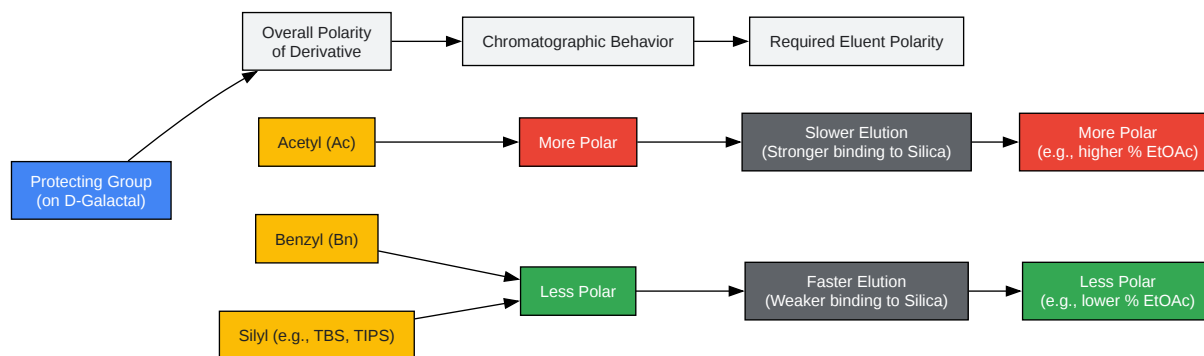 Overall Polarity
of Derivative
Chromatographic Behavior
Required Eluent Polarity
Protecting Group
(on D-Galactal)
Acetyl (Ac)
More Polar
Slower Elution
(Stronger binding to Silica)
More Polar
(e.g., higher % EtOAc)
Benzyl (Bn)
Silyl (e.g., TBS, TIPS)
Less Polar
Faster Elution
(Weaker binding to Silica)
Less Polar
(e.g., lower % EtOAc)